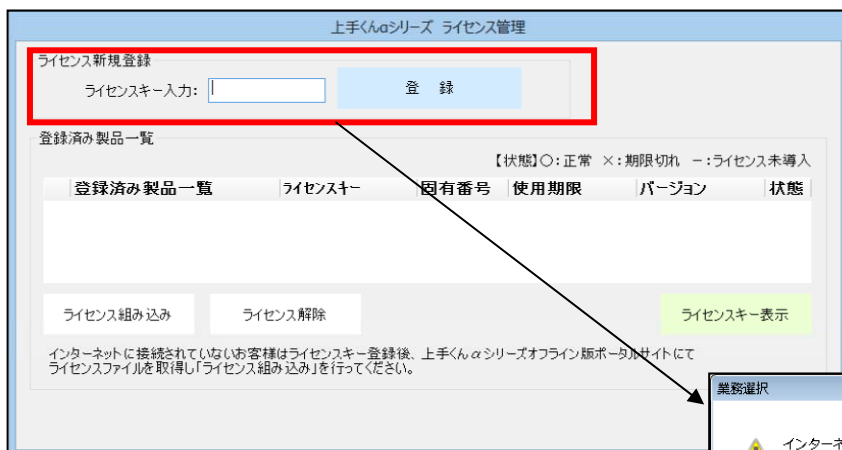 上手くんαシリーズ ライセンス管理
ライセンス新規登録
ライセンスキー入力:
登 録
登録済み製品一覧
【状態】○:正常 ×:期限切れ －:ライセンス未導入
登録済み製品一覧 ライセンスキー 固有番号 使用期限 バージョン 状態
ライセンス組み込み ライセンス解除 ライセンスキー表示
インターネットに接続されていないお客様はライセンスキー登録後、上手くんαシリーズオフライン版ポータルサイトにて
ライセンスファイルを取得し「ライセンス組み込み」を行ってください。
業務選択
インターネ